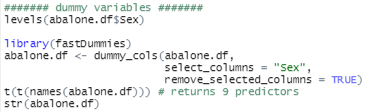 ####### dummy variables #######
levels(abalone.df$Sex)
library(fastDummies)
abalone.df <- dummy_cols(abalone.df,
select_columns = "Sex",
remove_selected_columns = TRUE)
t(t(names(abalone.df))) # returns 9 predictors
str(abalone.df)